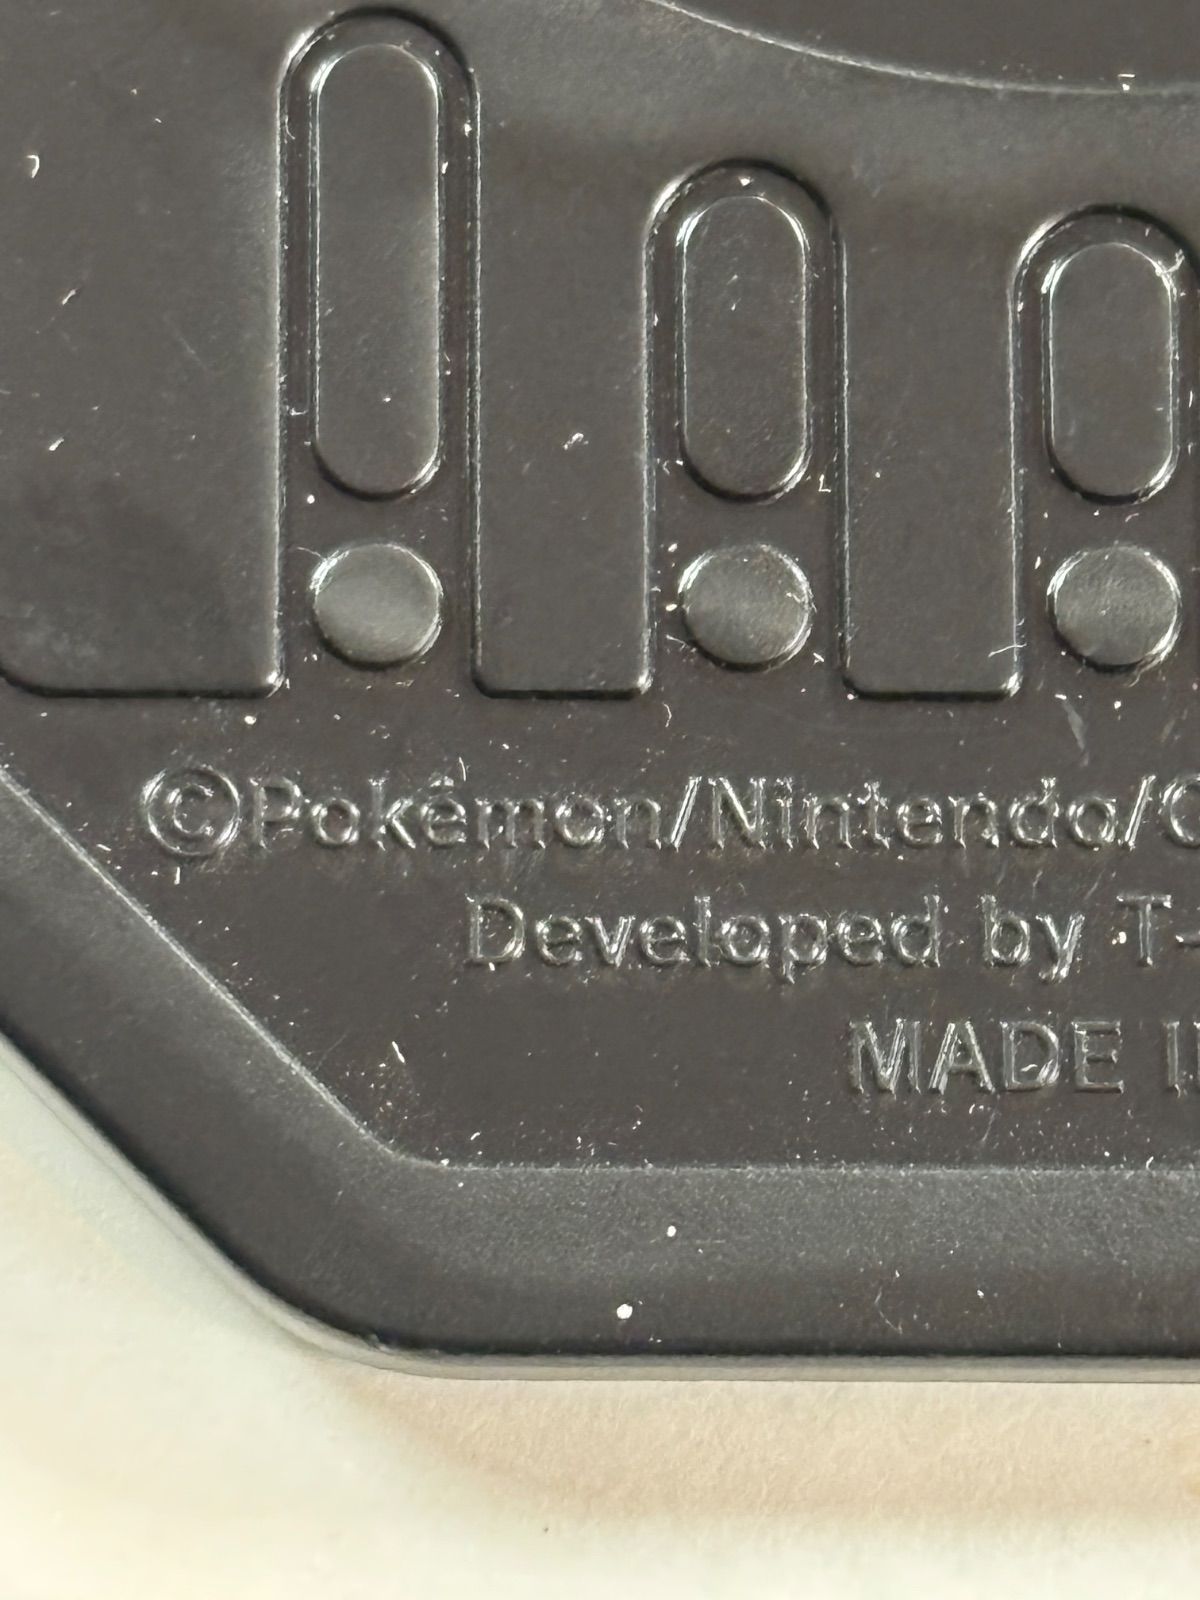 ©Pokémon/Nintendo/C
Developed by T-
MADE I